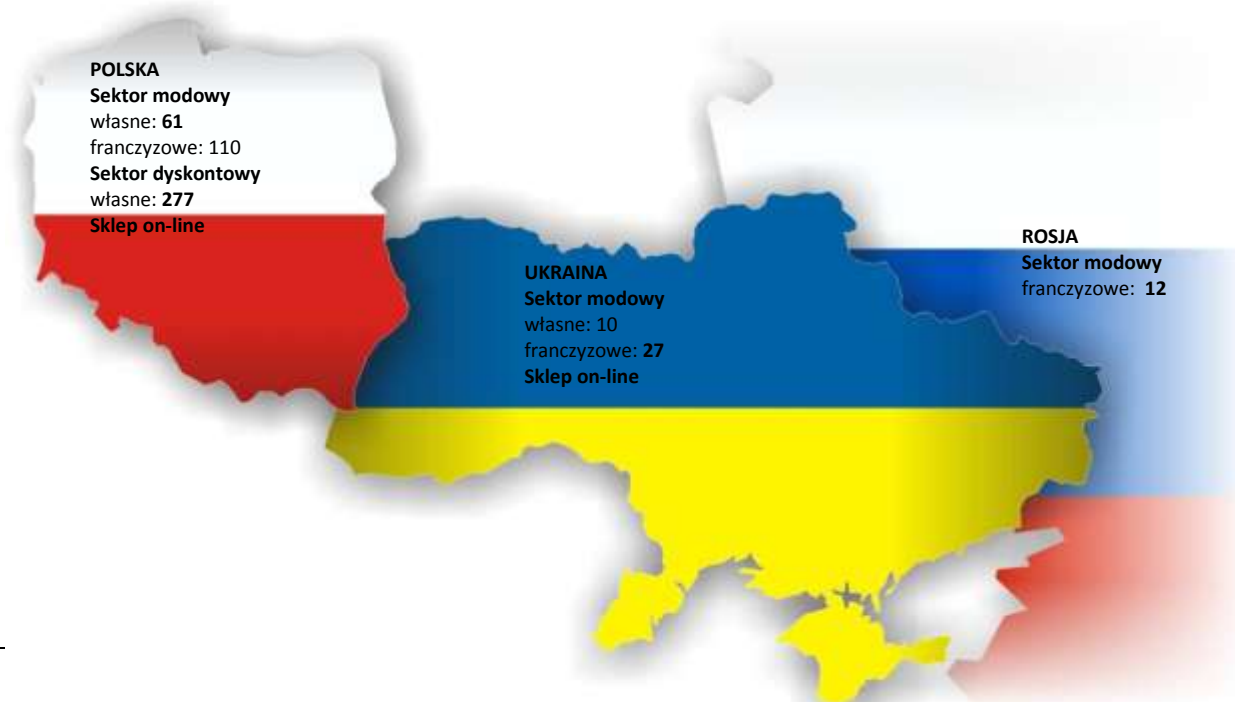 POLSKA
Sektor modowy
własne: 61
franczyzowe: 110
Sektor dyskontowy
własne: 277
Sklep on-line
UKRAINA
Sektor modowy
własne: 10
franczyzowe: 27
Sklep on-line
ROSJA
Sektor modowy
franczyzowe: 12